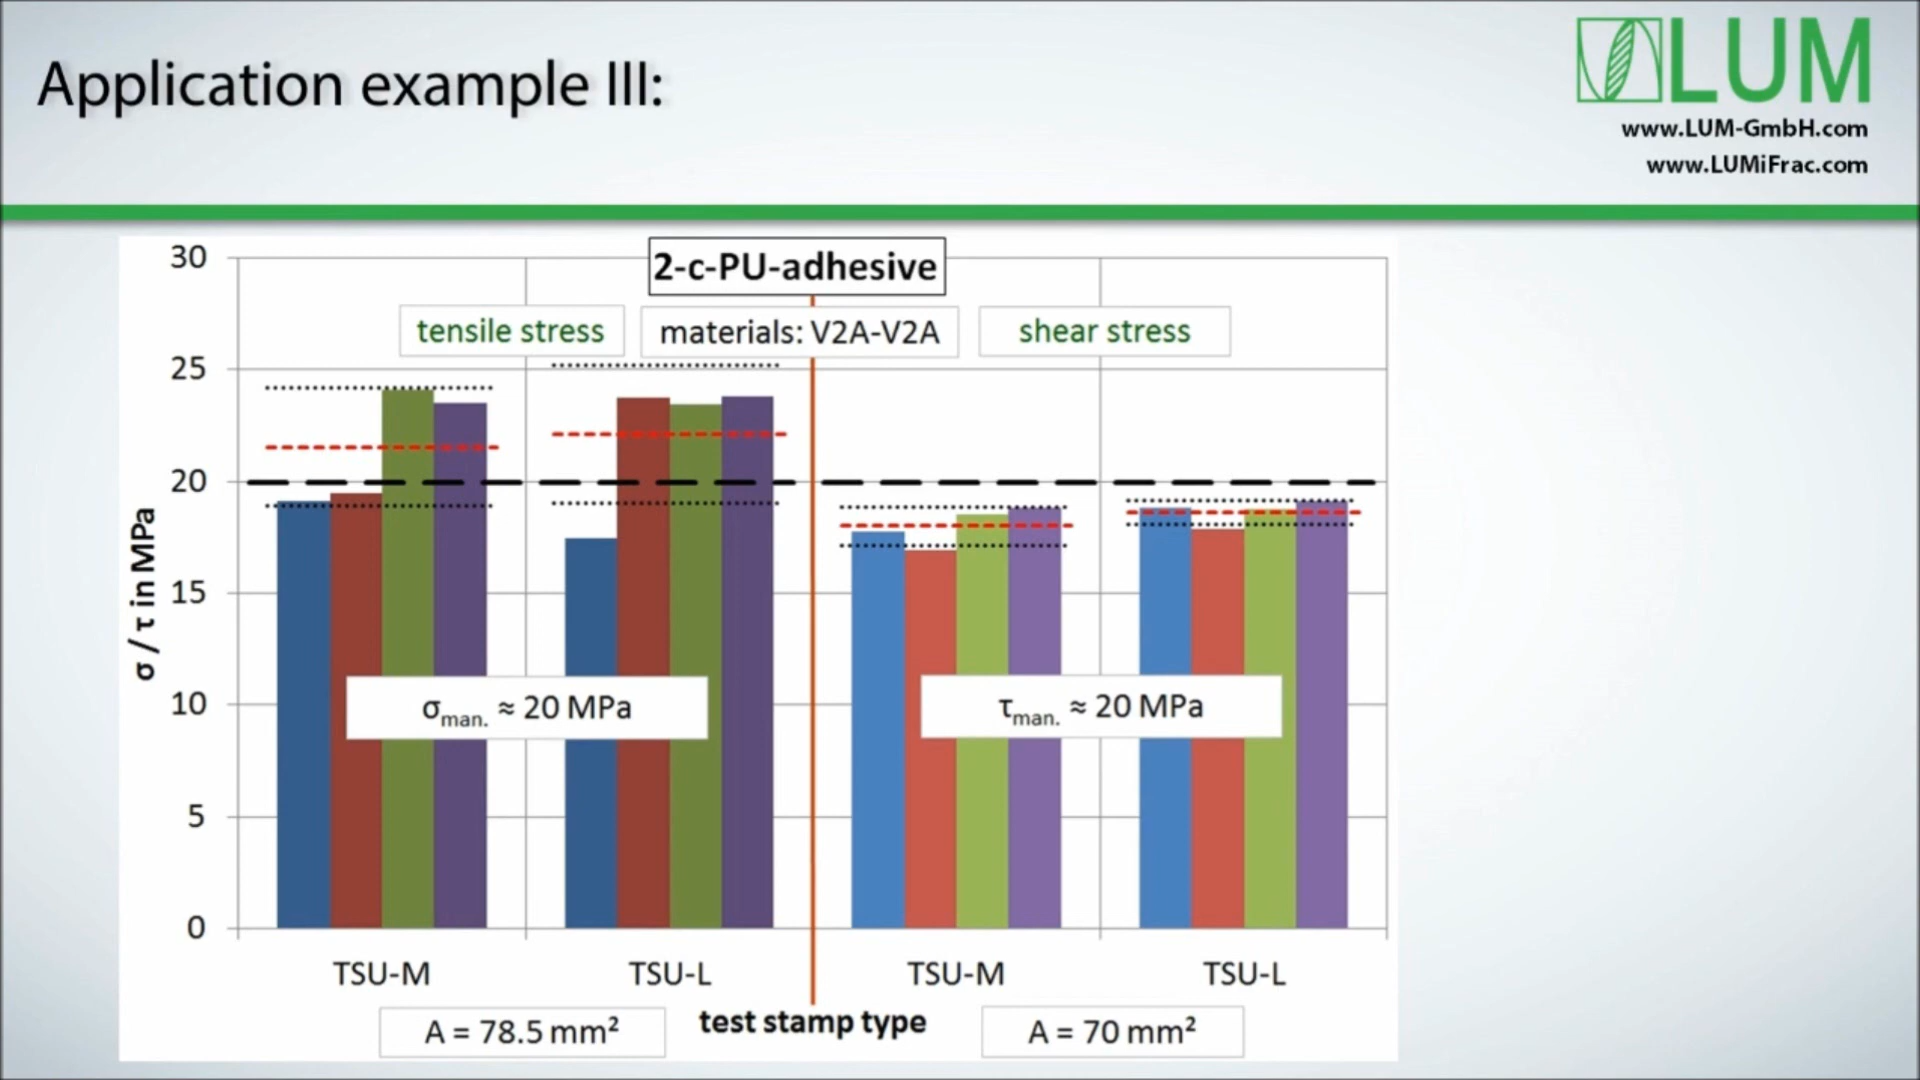 Application example III:
LUM
www.LUM-GmbH.com
www.LUMiFrac.com
2-c-PU-adhesive
tensile stress
materials: V2A-V2A
shear stress
σ / τ in MPa
30
25
20
15
10
5
0
σman. ≈ 20 MPa
τman. ≈ 20 MPa
TSU-M
TSU-L
TSU-M
TSU-L
A = 78.5 mm²
test stamp type
A = 70 mm²